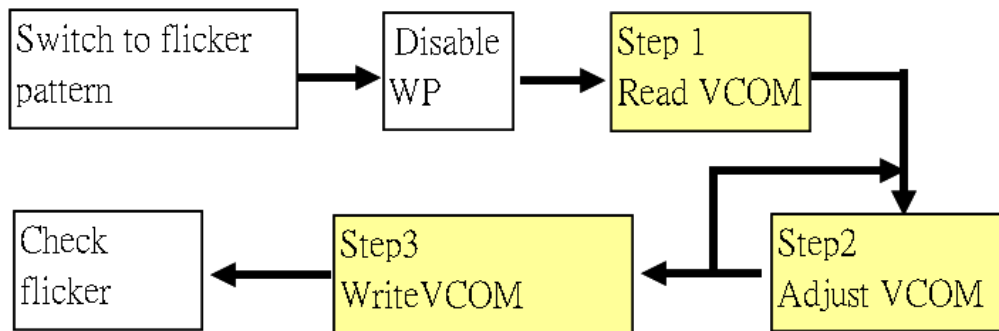 Switch to flicker
pattern
Disable
WP
Step 1
Read VCOM
Step2
Adjust VCOM
Step3
WriteVCOM
Check
flicker